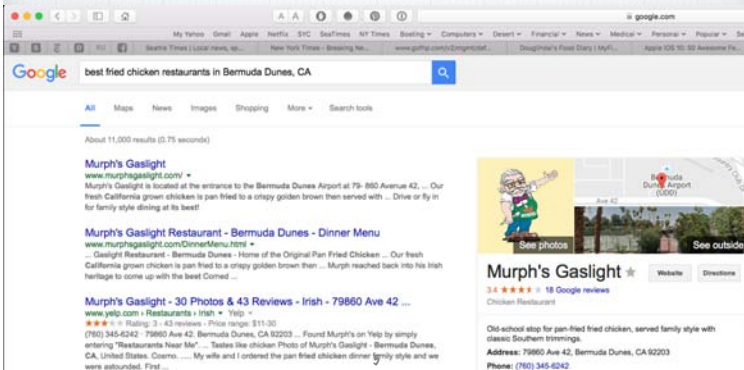 google.com
My Yahoo Gmail Apple Netflix SYC SeaTimes NY Times Boating Computers Desert Financial News Medical Personal Popular
Seattle Times | Local news, sp... New York Times - Breaking Ne... DougVrida's Food Diary | MyFi... Apple iOS 10: 50 Awesome Fe...
Google
best fried chicken restaurants in Bermuda Dunes, CA
All Maps News Images Shopping More Search tools
About 11,000 results (0.75 seconds)
Murph's Gaslight
www.murphsgaslight.com/
Murph's Gaslight is located at the entrance to the Bermuda Dunes Airport at 79- 860 Avenue 42, ... Our
fresh California grown chicken is pan fried to a crispy golden brown then served with ... Drive or fly in
for family style dining at its best!
Murph's Gaslight Restaurant - Bermuda Dunes - Dinner Menu
www.murphsgaslight.com/DinnerMenu.html
... Gaslight Restaurant - Bermuda Dunes - Home of the Original Pan Fried Chicken ... Our fresh
California grown chicken is pan fried to a crispy golden brown then ... Murph reached back into his Irish
heritage to come up with the best Corned ...
Murph's Gaslight - 30 Photos & 43 Reviews - Irish - 79860 Ave 42 ...
www.yelp.com › Restaurants › Irish Yelp
Rating: 3 - 43 reviews - Price range: $11-30
(760) 345-6242 · 79860 Ave 42. Bermuda Dunes, CA 92203 ... Found Murph's on Yelp by simply
entering "Restaurants Near Me". ... Tastes like chicken Photo of Murph's Gaslight - Bermuda Dunes,
CA, United States. Cosmo. .... My wife and I ordered the pan fried chicken dinner family style and we
were astounded. First ...
Bermuda
Dunes Airport
(UDD)
Ave 42
See photos
See outside
Murph's Gaslight
Website Directions
3.4 18 Google reviews
Chicken Restaurant
Old-school stop for pan-fried fried chicken, served family style with
classic Southern trimmings.
Address: 79860 Ave 42, Bermuda Dunes, CA 92203
Phone: (760) 345-6242